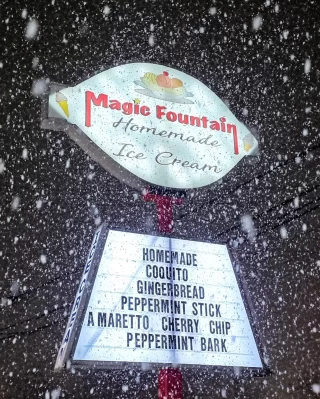 Magic Fountain
Homemade
Ice Cream
HOMEMADE
COQUITO
GINGERBREAD
PEPPERMINT STICK
AMARETTO CHERRY CHIP
PEPPERMINT BARK